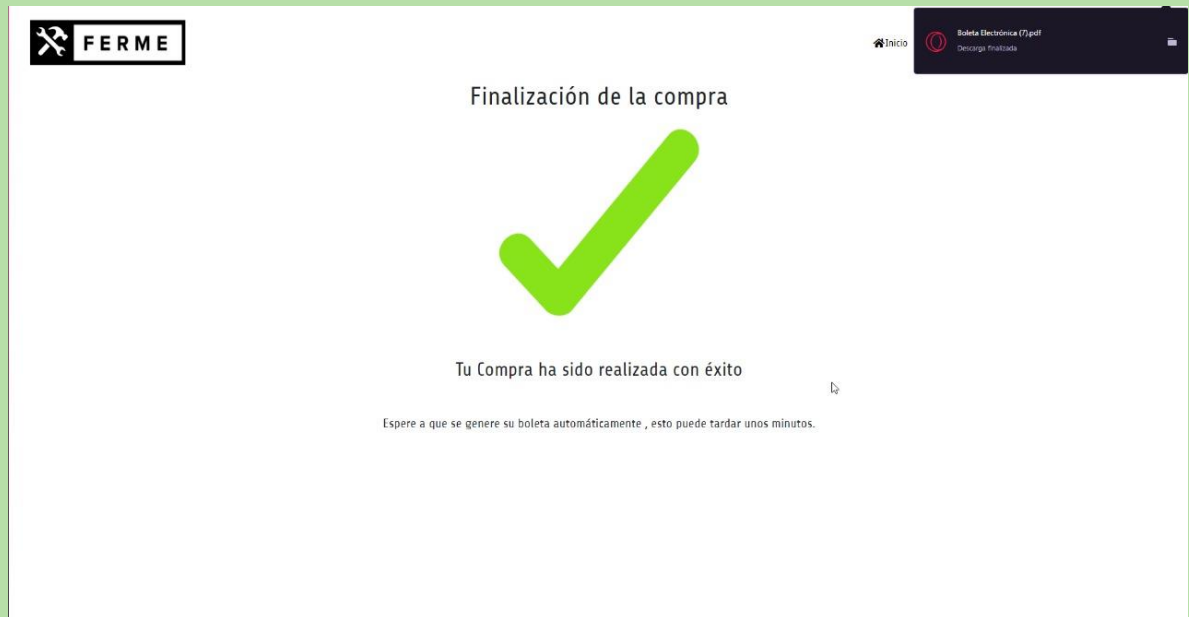 FERME
Inicio
Boleta Electrónica (7).pdf
Descarga finalizada
Finalización de la compra
Tu Compra ha sido realizada con éxito
Espere a que se genere su boleta automáticamente , esto puede tardar unos minutos.